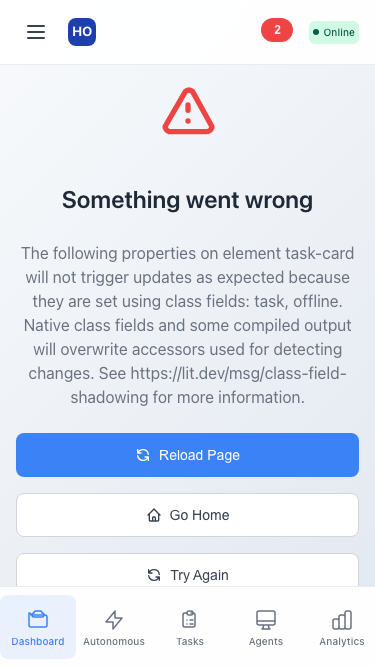 HO
2
Online
Something went wrong
The following properties on element task-card
will not trigger updates as expected because
they are set using class fields: task, offline.
Native class fields and some compiled output
will overwrite accessors used for detecting
changes. See https://lit.dev/msg/class-field-
shadowing for more information.
Reload Page
Go Home
Try Again
Dashboard
Autonomous
Tasks
Agents
Analytics